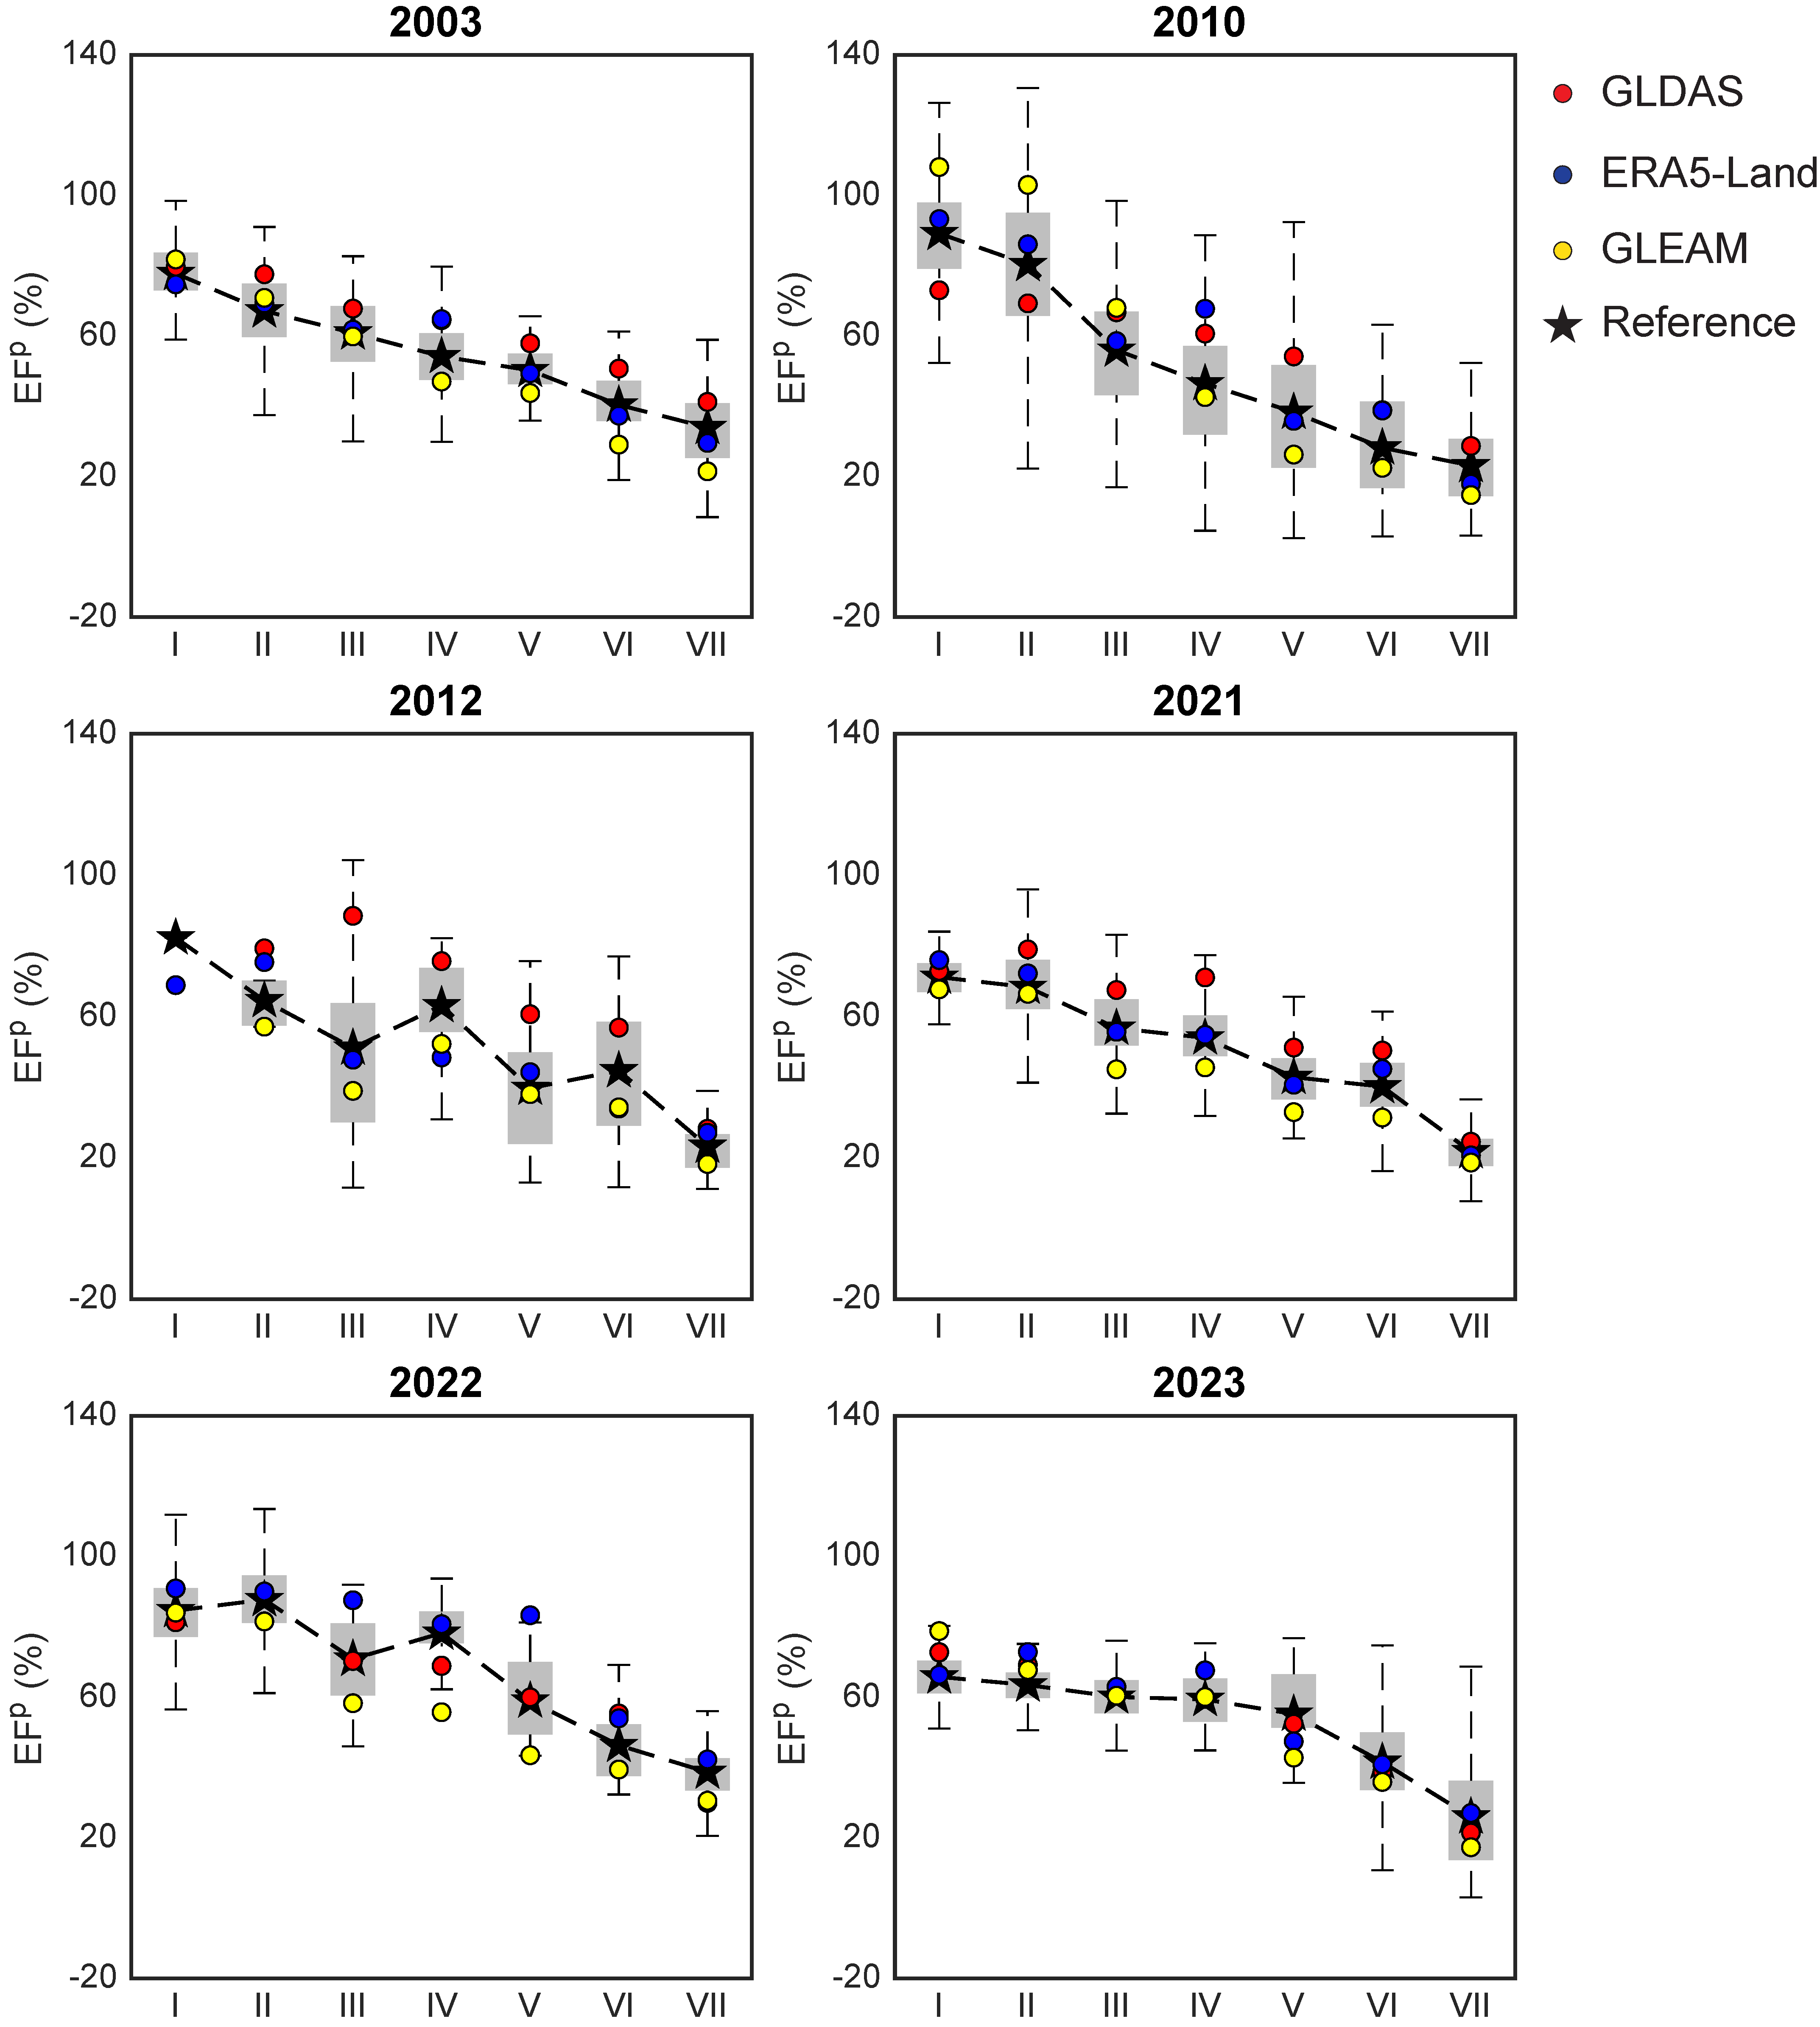 2003
140
100
60
20
-20
EFp (%)
I II III IV V VI VII
2010
140
100
60
20
-20
EFp (%)
I II III IV V VI VII
GLDAS
ERA5-Land
GLEAM
Reference
2012
140
100
60
20
-20
EFp (%)
I II III IV V VI VII
2021
140
100
60
20
-20
EFp (%)
I II III IV V VI VII
2022
140
100
60
20
-20
EFp (%)
I II III IV V VI VII
2023
140
100
60
20
-20
EFp (%)
I II III IV V VI VII